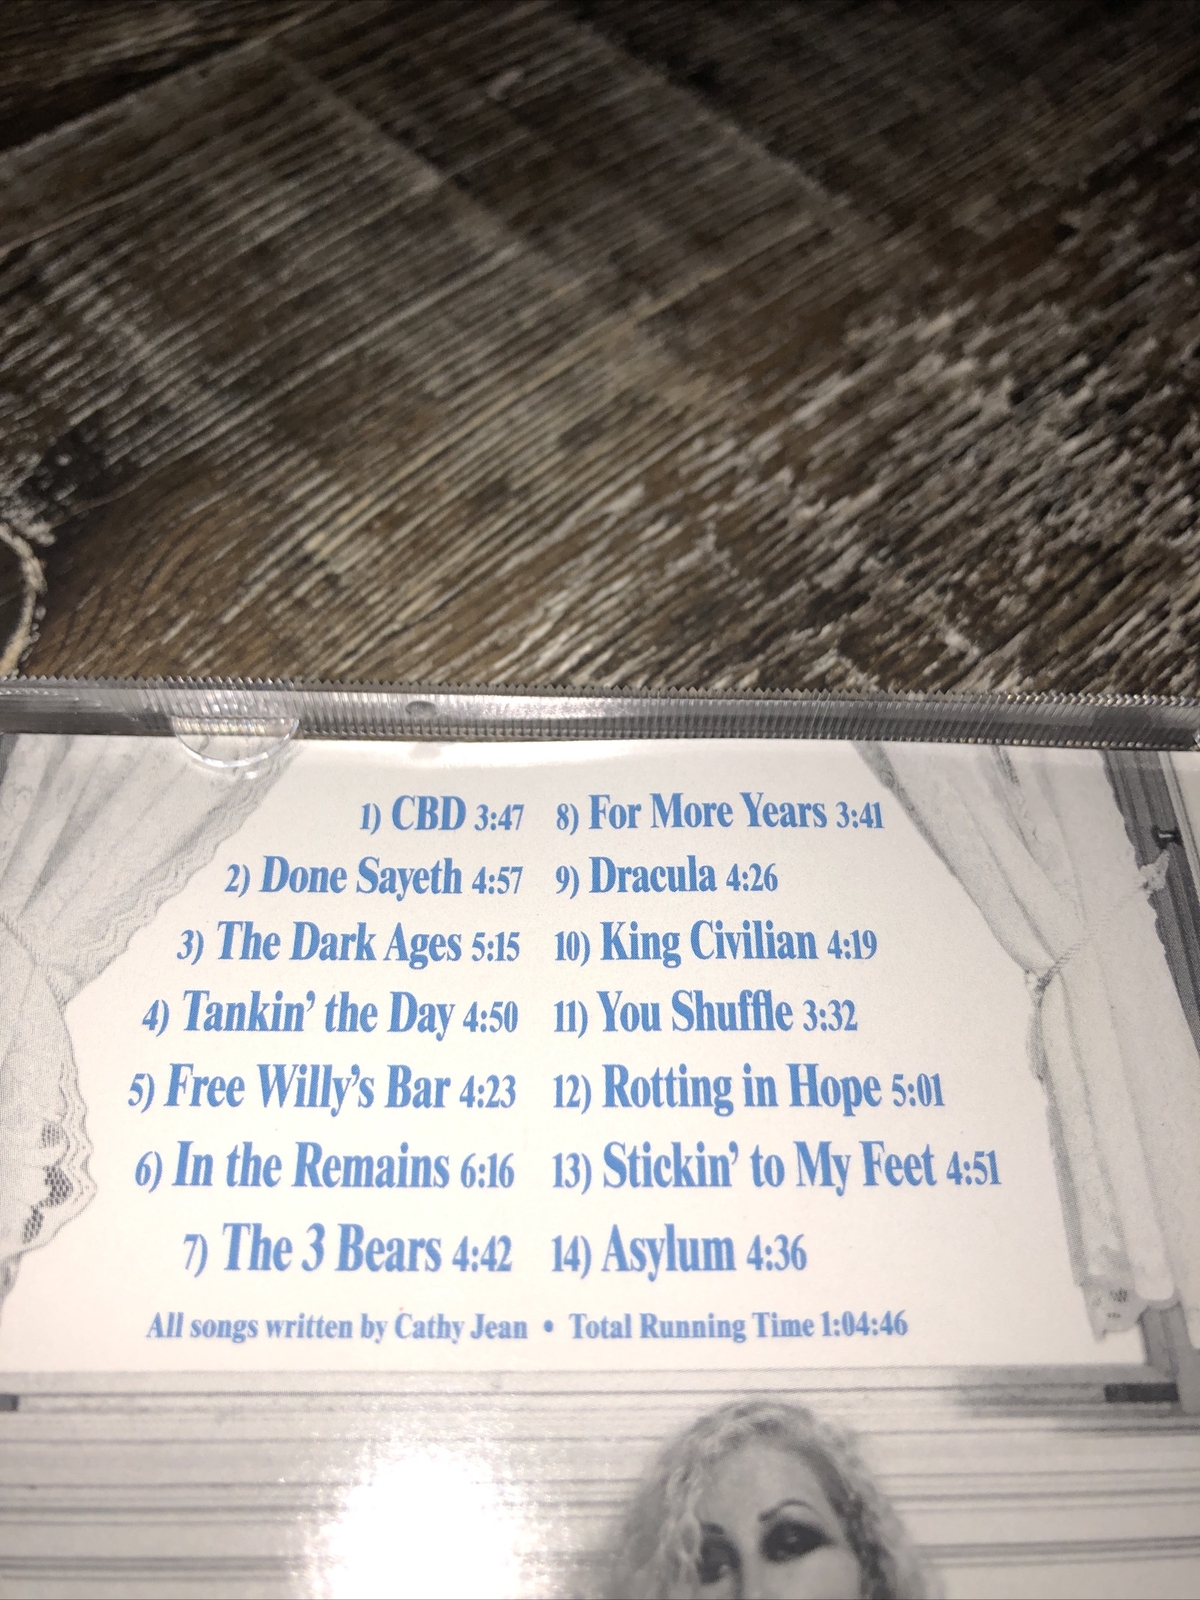 1) CBD 3:47
2) Done Sayeth 4:57
3) The Dark Ages 5:15
4) Tankin’ the Day 4:50
5) Free Willy’s Bar 4:23
6) In the Remains 6:16
7) The 3 Bears 4:42
8) For More Years 3:41
9) Dracula 4:26
10) King Civilian 4:19
11) You Shuffle 3:32
12) Rotting in Hope 5:01
13) Stickin’ to My Feet 4:51
14) Asylum 4:36
All songs written by Cathy Jean • Total Running Time 1:04:46